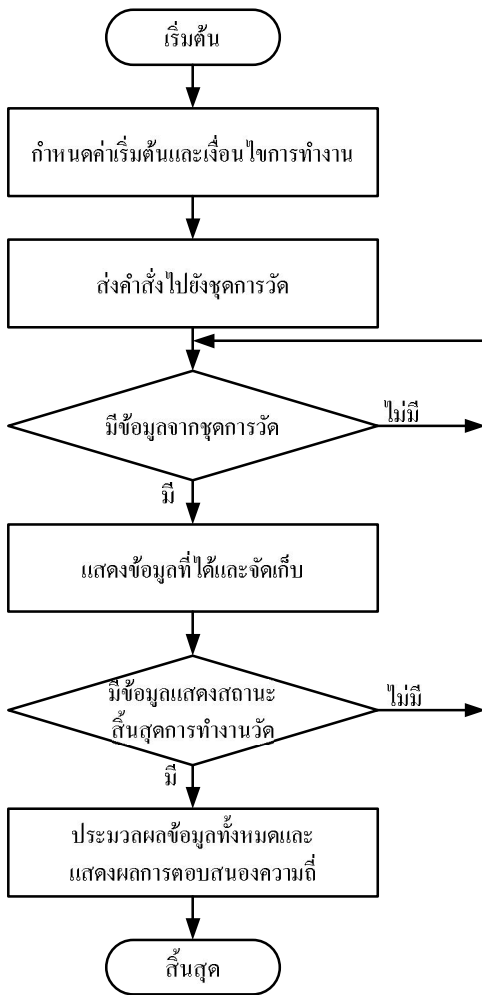 เริ่มต้น
กำหนดค่าเริ่มต้นและเงื่อนไขการทำงาน
ส่งคำสั่งไปยังชุดการวัด
มีข้อมูลจากชุดการวัด
ไม่มี
มี
แสดงข้อมูลที่ได้และจัดเก็บ
มีข้อมูลแสดงสถานะ
สิ้นสุดการทำงานวัด
ไม่มี
มี
ประมวลผลข้อมูลทั้งหมดและ
แสดงผลการตอบสนองความถี่
สิ้นสุด